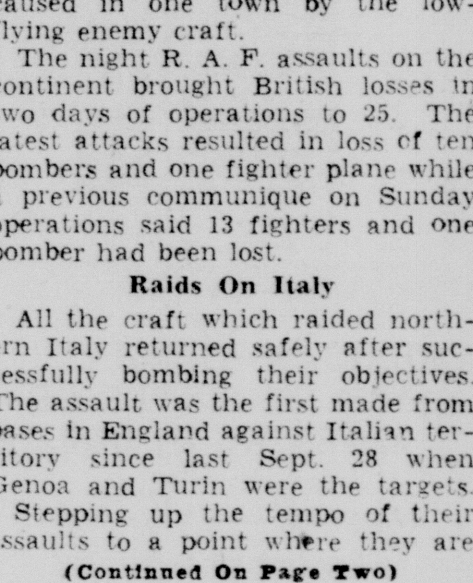 caused in one town by the low-
flying enemy craft.
The night R. A. F. assaults on the
continent brought British losses in
two days of operations to 25. The
latest attacks resulted in loss of ten
bombers and one fighter plane while
a previous communique on Sunday
operations said 13 fighters and one
bomber had been lost.
Raids On Italy
All the craft which raided north-
ern Italy returned safely after suc-
cessfully bombing their objectives.
The assault was the first made from
bases in England against Italian ter-
ritory since last Sept. 28 when
Genoa and Turin were the targets.
Stepping up the tempo of their
assaults to a point where they are
(Continued On Page Two)